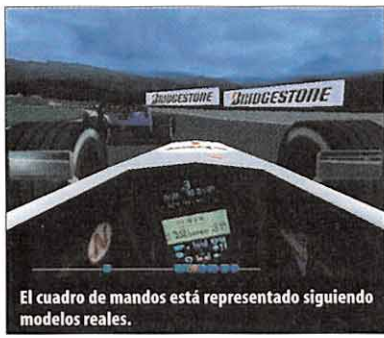 BRIDGESTONE BRIDGESTONE
El cuadro de mandos está representado siguiendo
modelos reales.